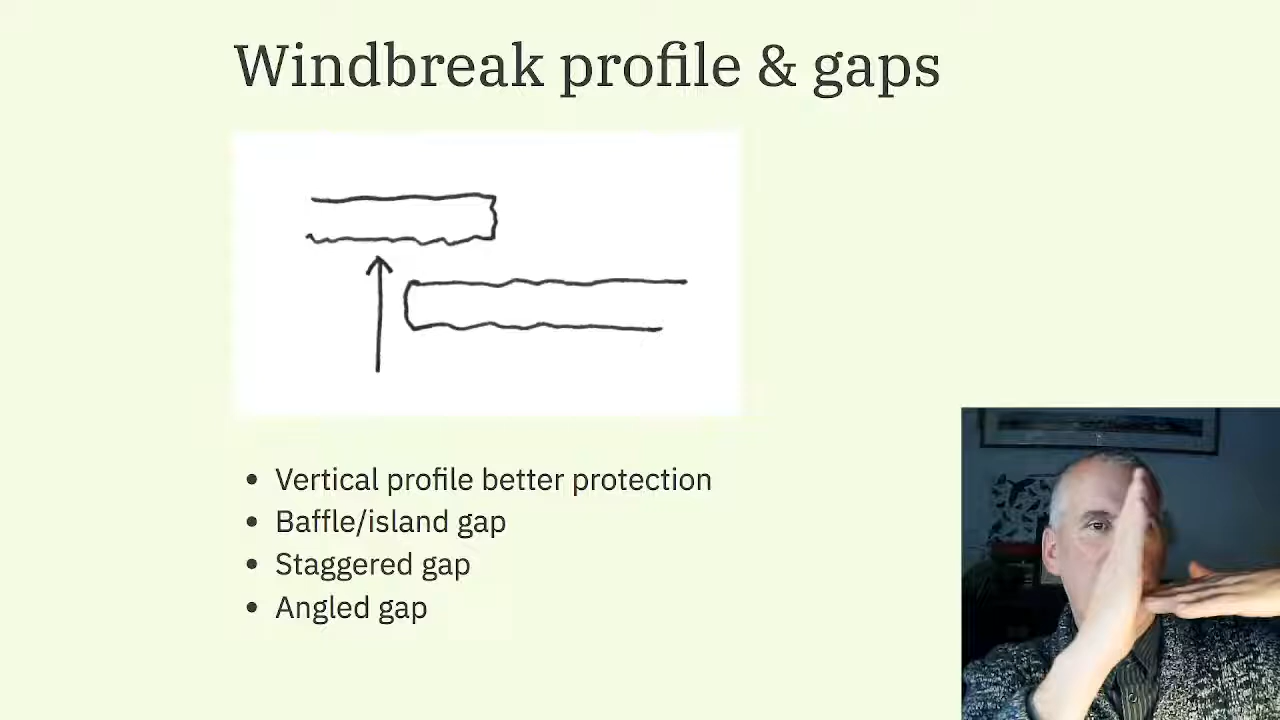 Windbreak profile & gaps
• Vertical profile better protection
• Baffle/island gap
• Staggered gap
• Angled gap